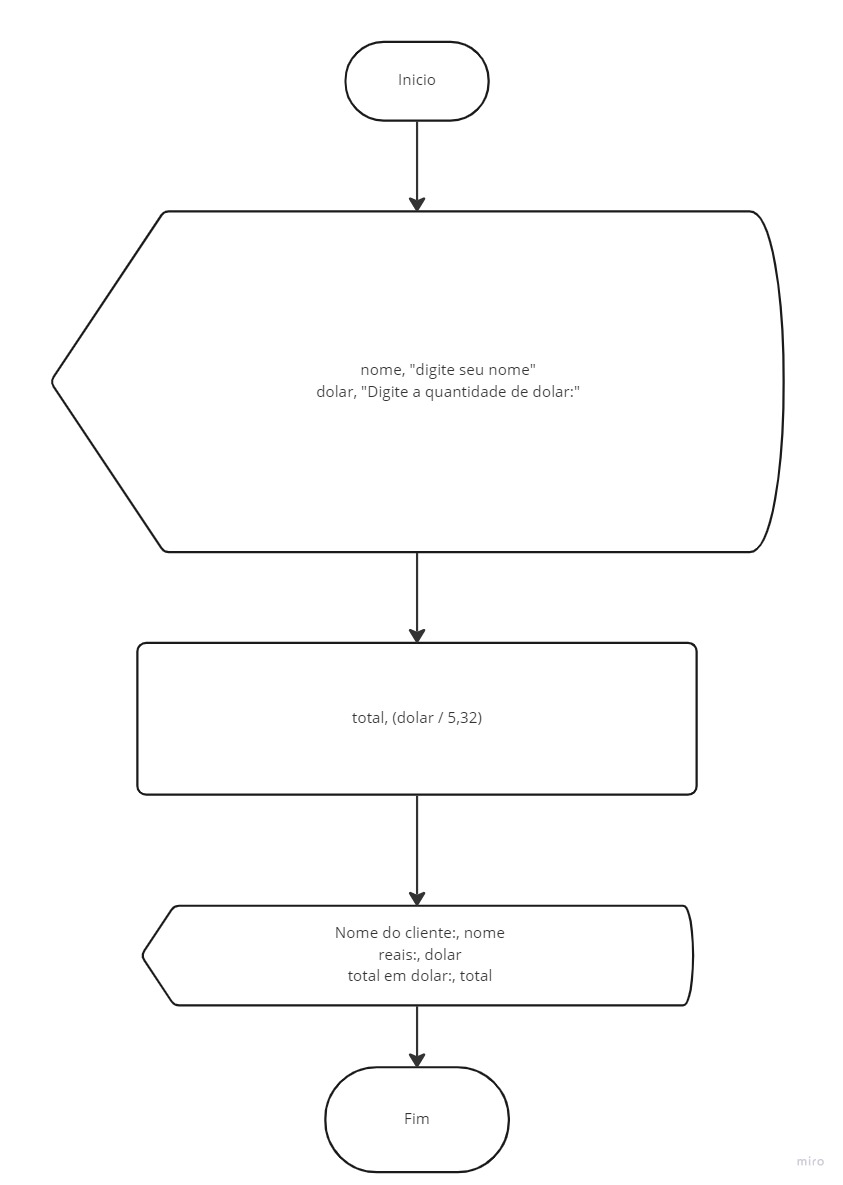 Inicio
nome, "digite seu nome"
dolar, "Digite a quantidade de dolar:"
total, (dolar / 5,32)
Nome do cliente:, nome
reais:, dolar
total em dolar:, total
Fim
miro